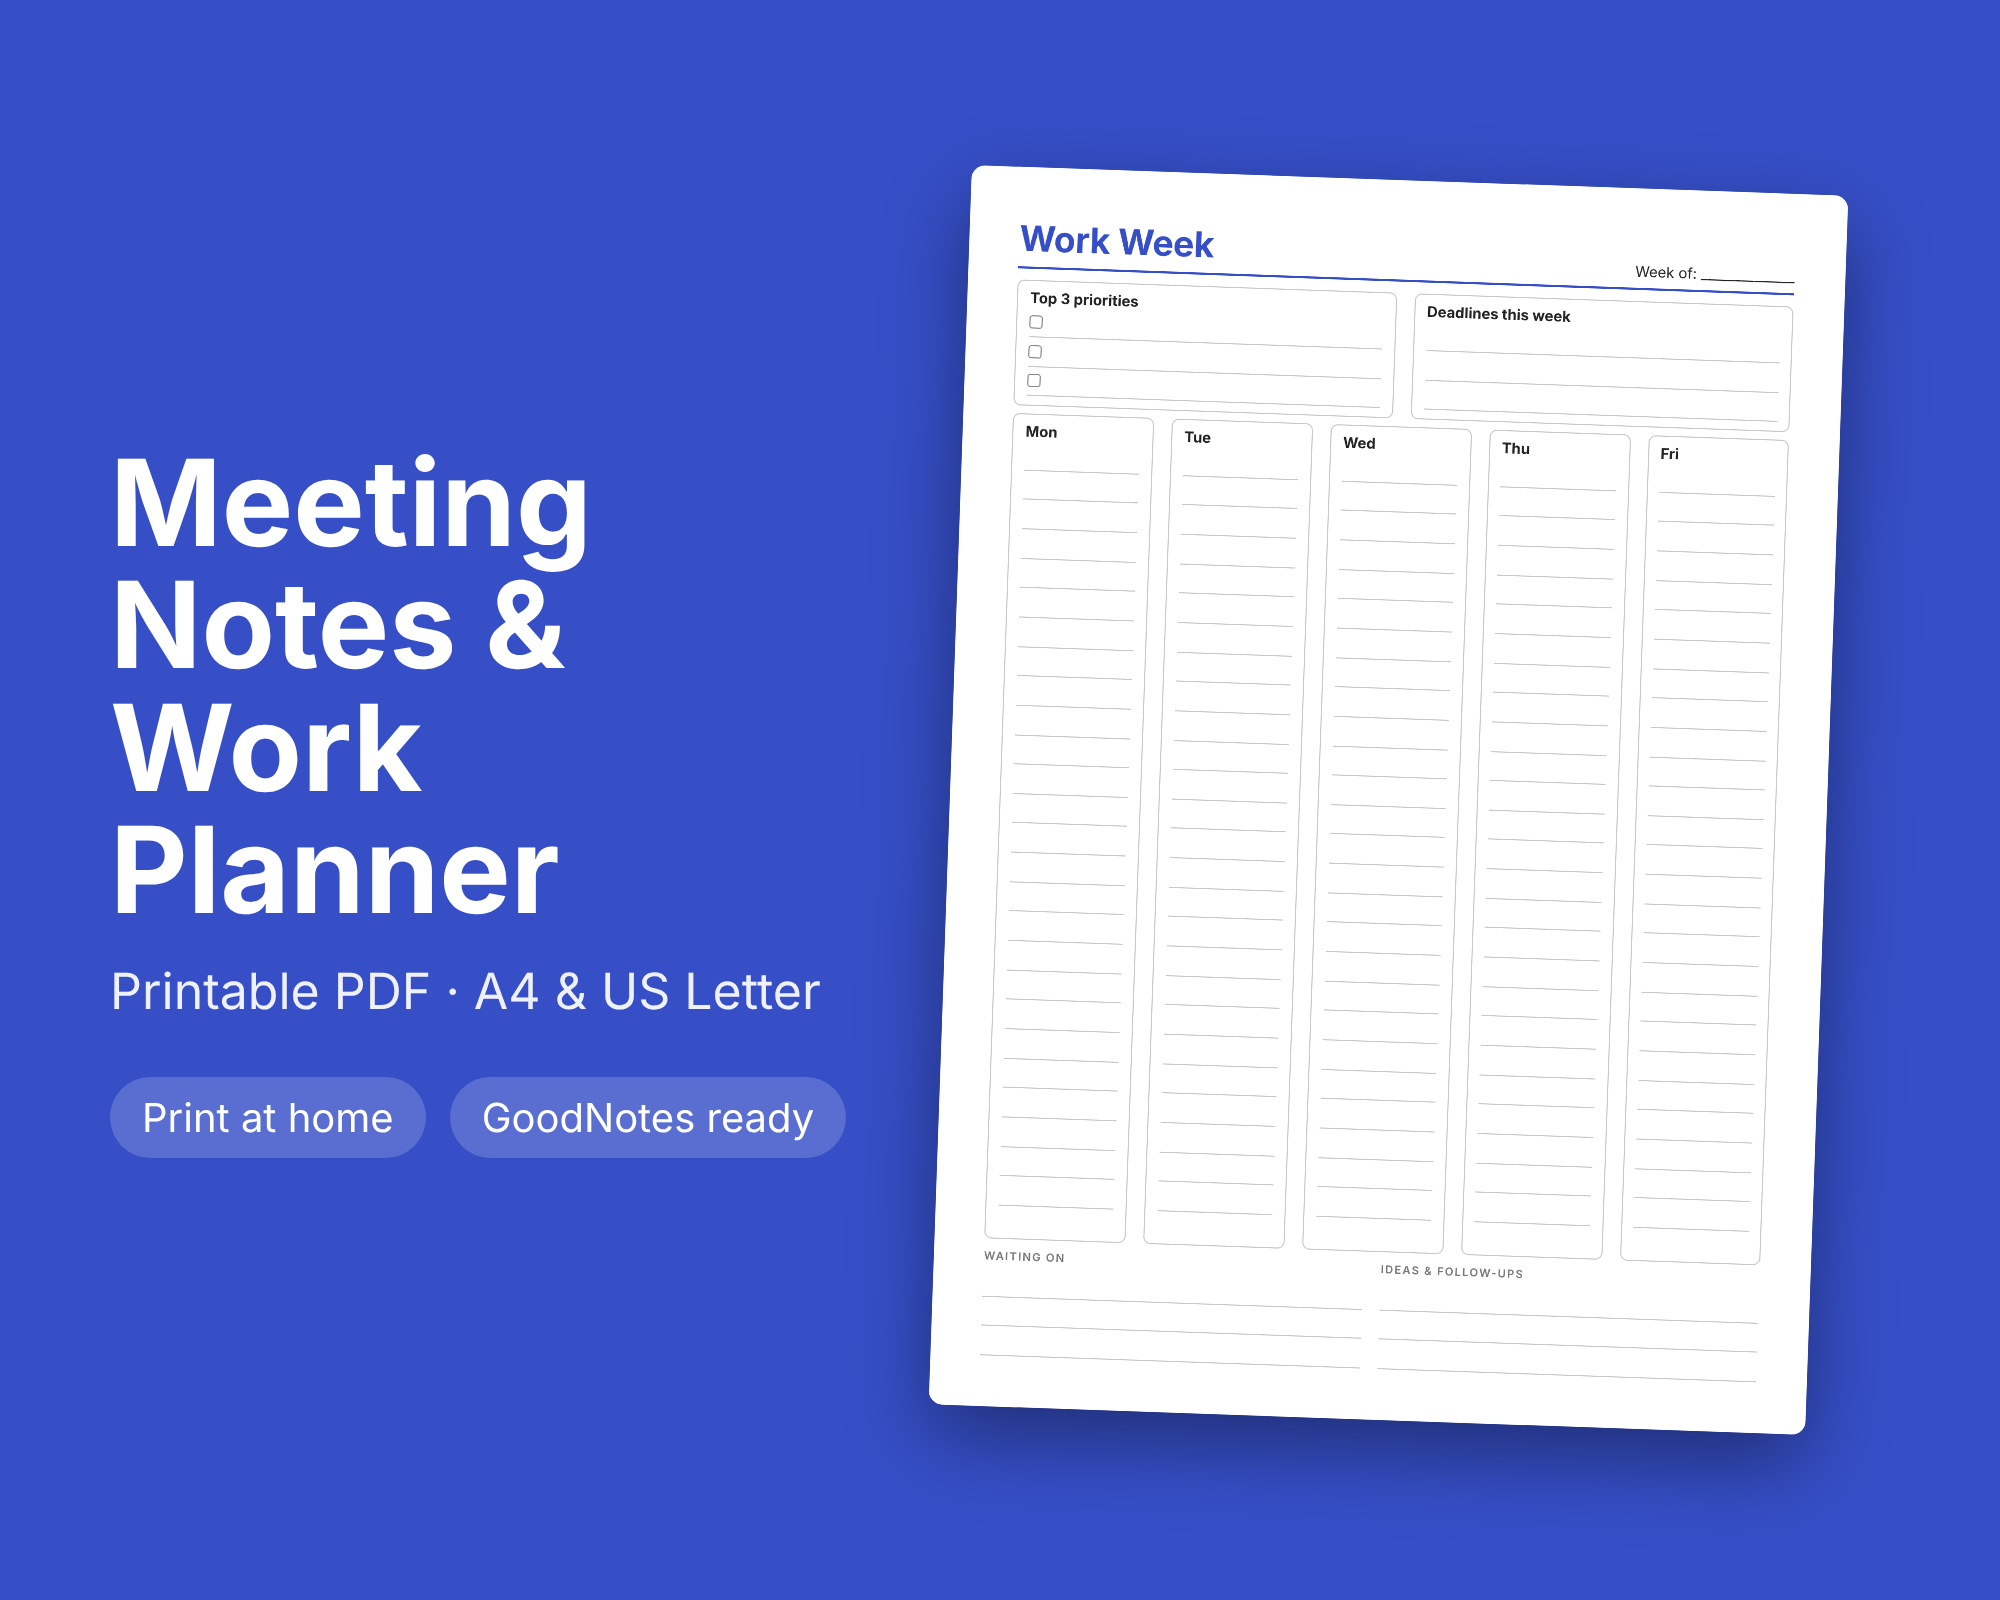 Meeting
Notes &
Work
Planner
Printable PDF · A4 & US Letter
Print at home
GoodNotes ready
Work Week
Week of: ___________
Top 3 priorities
Deadlines this week
Mon
Tue
Wed
Thu
Fri
WAITING ON
IDEAS & FOLLOW-UPS